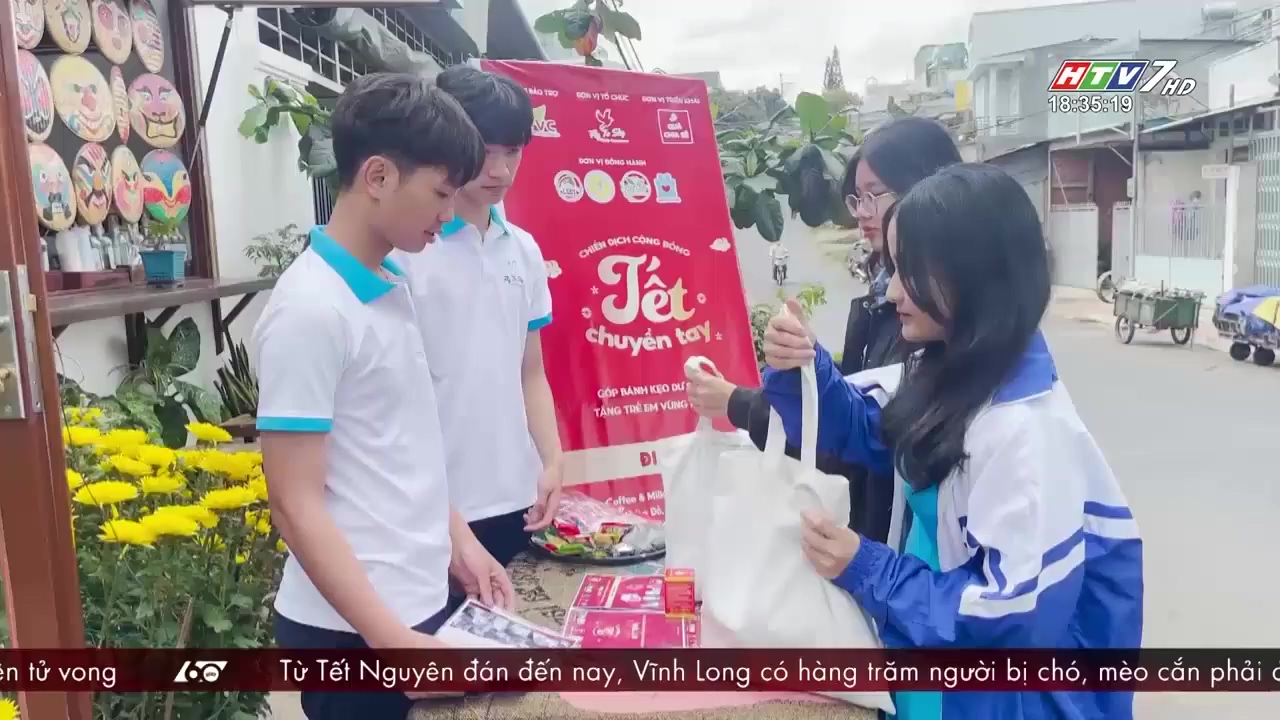 HTV7 HD
18:35:19
ĐƠN VỊ TỔ CHỨC
ĐƠN VỊ TRIỂN KHAI
ĐƠN VỊ ĐỒNG HÀNH
CHIẾN DỊCH CỘNG ĐỒNG
Tết
chuyền tay
GÓP BÁNH KẸO DƯ
TẶNG TRẺ EM VÙNG
Coffee & Milk
tử vong
60 giây
Từ Tết Nguyên đán đến nay, Vĩnh Long có hàng trăm người bị chó, mèo cắn phải